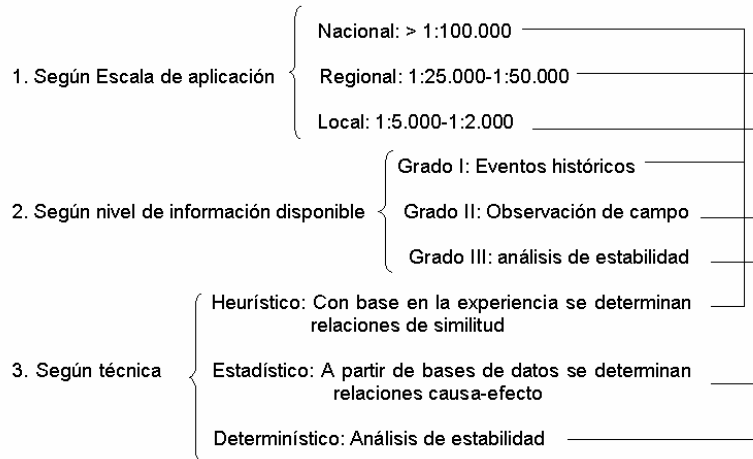 Nacional: > 1:100.000
1. Según Escala de aplicación
Regional: 1:25.000-1:50.000
Local: 1:5.000-1:2.000
Grado I: Eventos históricos
2. Según nivel de información disponible
Grado II: Observación de campo
Grado III: análisis de estabilidad
Heurístico: Con base en la experiencia se determinan
relaciones de similitud
3. Según técnica
Estadístico: A partir de bases de datos se determinan
relaciones causa-efecto
Determinístico: Análisis de estabilidad